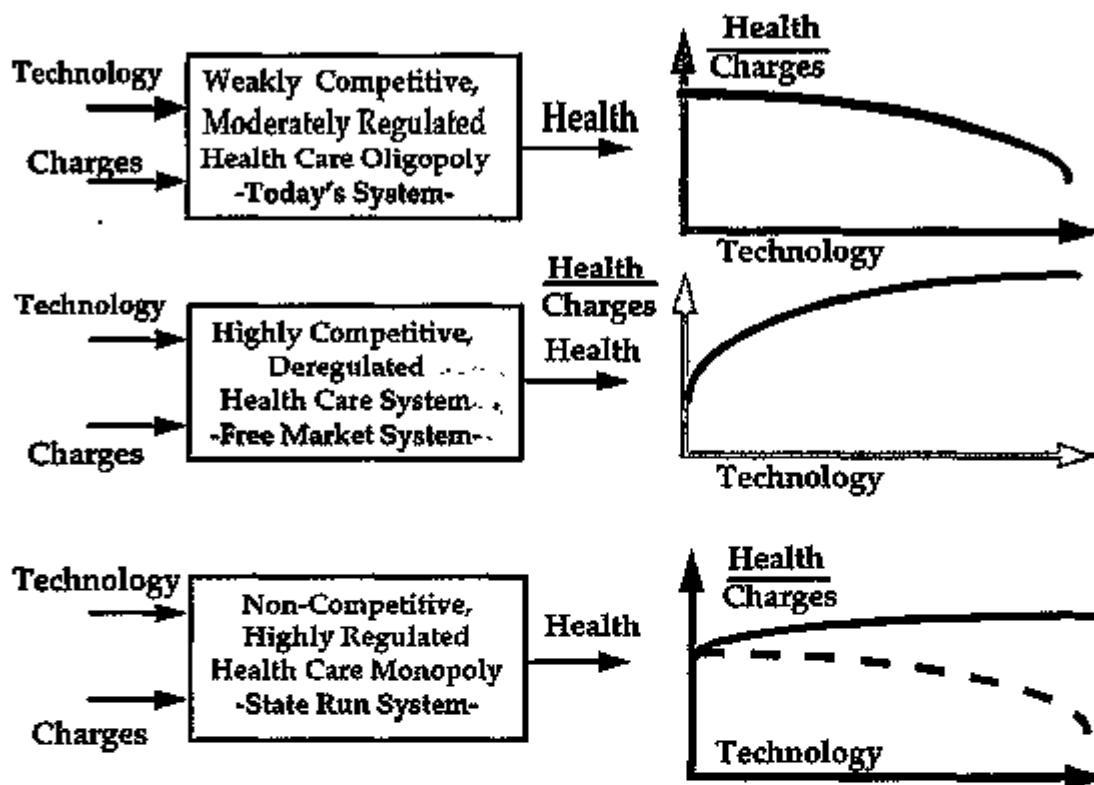 Technology
Charges
Weakly Competitive,
Moderately Regulated
Health Care Oligopoly
-Today's System-
Health
Health
Charges
Technology
Technology
Charges
Highly Competitive,
Deregulated
Health Care System
-Free Market System-
Health
Health
Charges
Technology
Technology
Charges
Non-Competitive,
Highly Regulated
Health Care Monopoly
-State Run System-
Health
Health
Charges
Technology